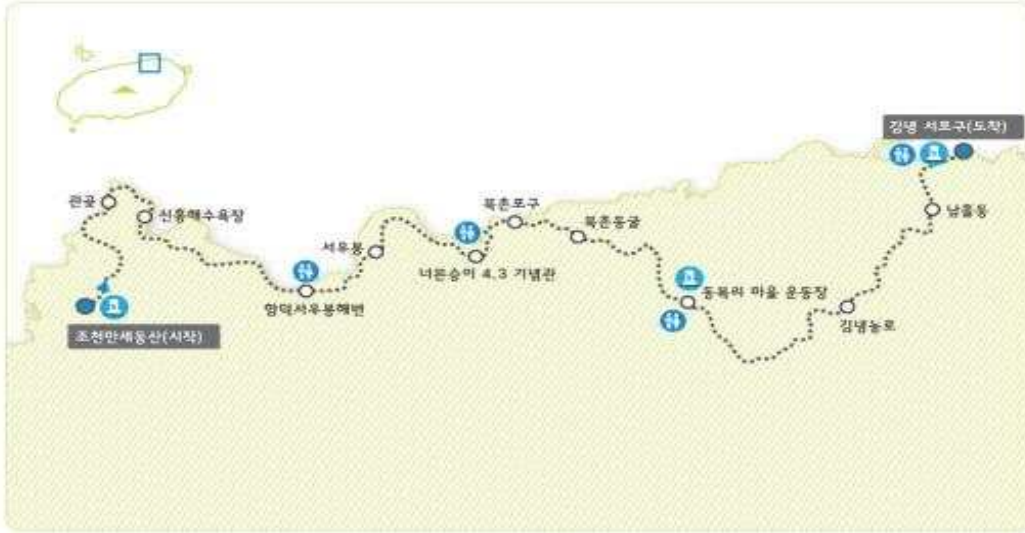 조천만세동산(시작)
관곶
신흥해수욕장
함덕서우봉해변
서우봉
너븐숭이 4.3 기념관
북촌포구
북촌동굴
동복리 마을 운동장
김녕농로
남흘동
김녕 서포구(도착)